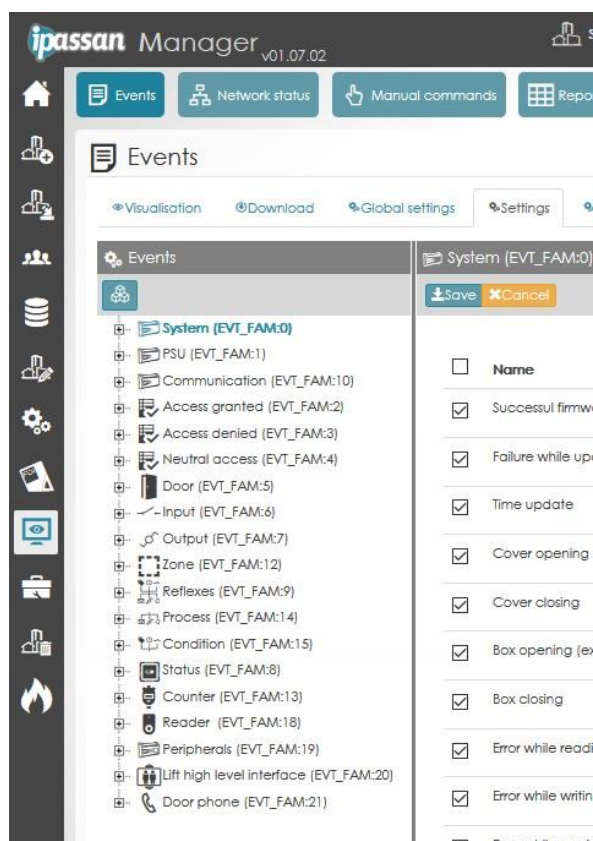 ipassan Manager v01.07.02
Events Network status Manual commands
Events
Visualisation Download Global settings Settings
Events
System (EVT_FAM:0)
Save Cancel
System (EVT_FAM:0)
PSU (EVT_FAM:1)
Communication (EVT_FAM:10)
Access granted (EVT_FAM:2)
Access denied (EVT_FAM:3)
Neutral access (EVT_FAM:4)
Door (EVT_FAM:5)
Input (EVT_FAM:6)
Output (EVT_FAM:7)
Zone (EVT_FAM:12)
Reflexes (EVT_FAM:9)
Process (EVT_FAM:14)
Condition (EVT_FAM:15)
Status (EVT_FAM:8)
Counter (EVT_FAM:13)
Reader (EVT_FAM:18)
Peripherals (EVT_FAM:19)
Lift high level interface (EVT_FAM:20)
Door phone (EVT_FAM:21)
Name
Successul firmw
Failure while up
Time update
Cover opening
Cover closing
Box opening (ex
Box closing
Error while readi
Error while writin